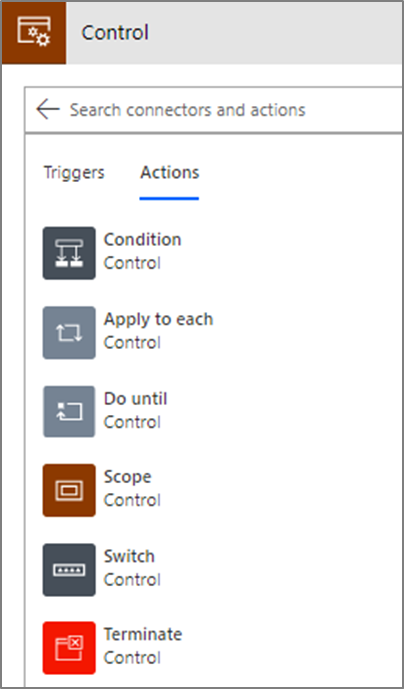 Control
Search connectors and actions
Triggers Actions
Condition
Control
Apply to each
Control
Do until
Control
Scope
Control
Switch
Control
Terminate
Control